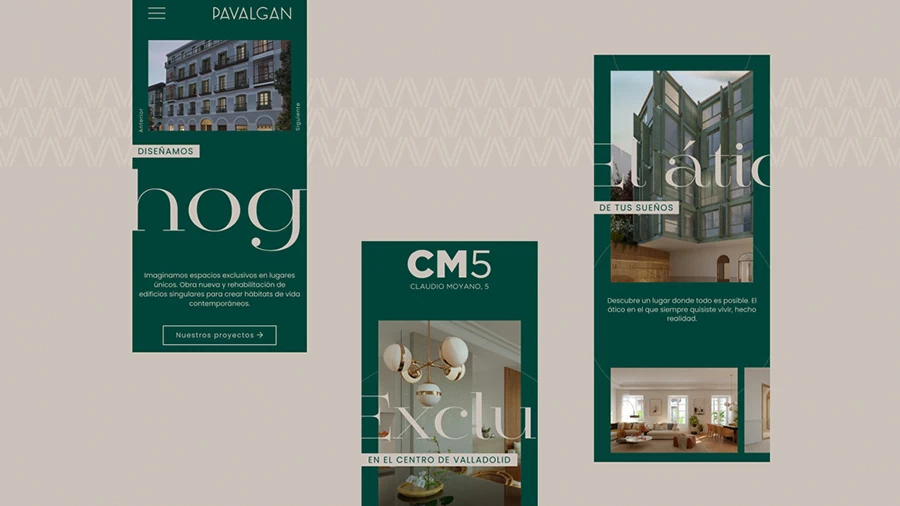 PAVALGAN
Anterior
Siguiente
DISEÑAMOS
hog
Imaginamos espacios exclusivos en lugares
únicos. Obra nueva y rehabilitación de
edificios singulares para crear hábitats de vida
contemporáneos.
Nuestros proyectos →
CM5
CLAUDIO MOYANO, 5
Exclu
EN EL CENTRO DE VALLADOLID
El átic
DE TUS SUEÑOS
Descubre un lugar donde todo es posible. El
ático en el que siempre quisiste vivir, hecho
realidad.